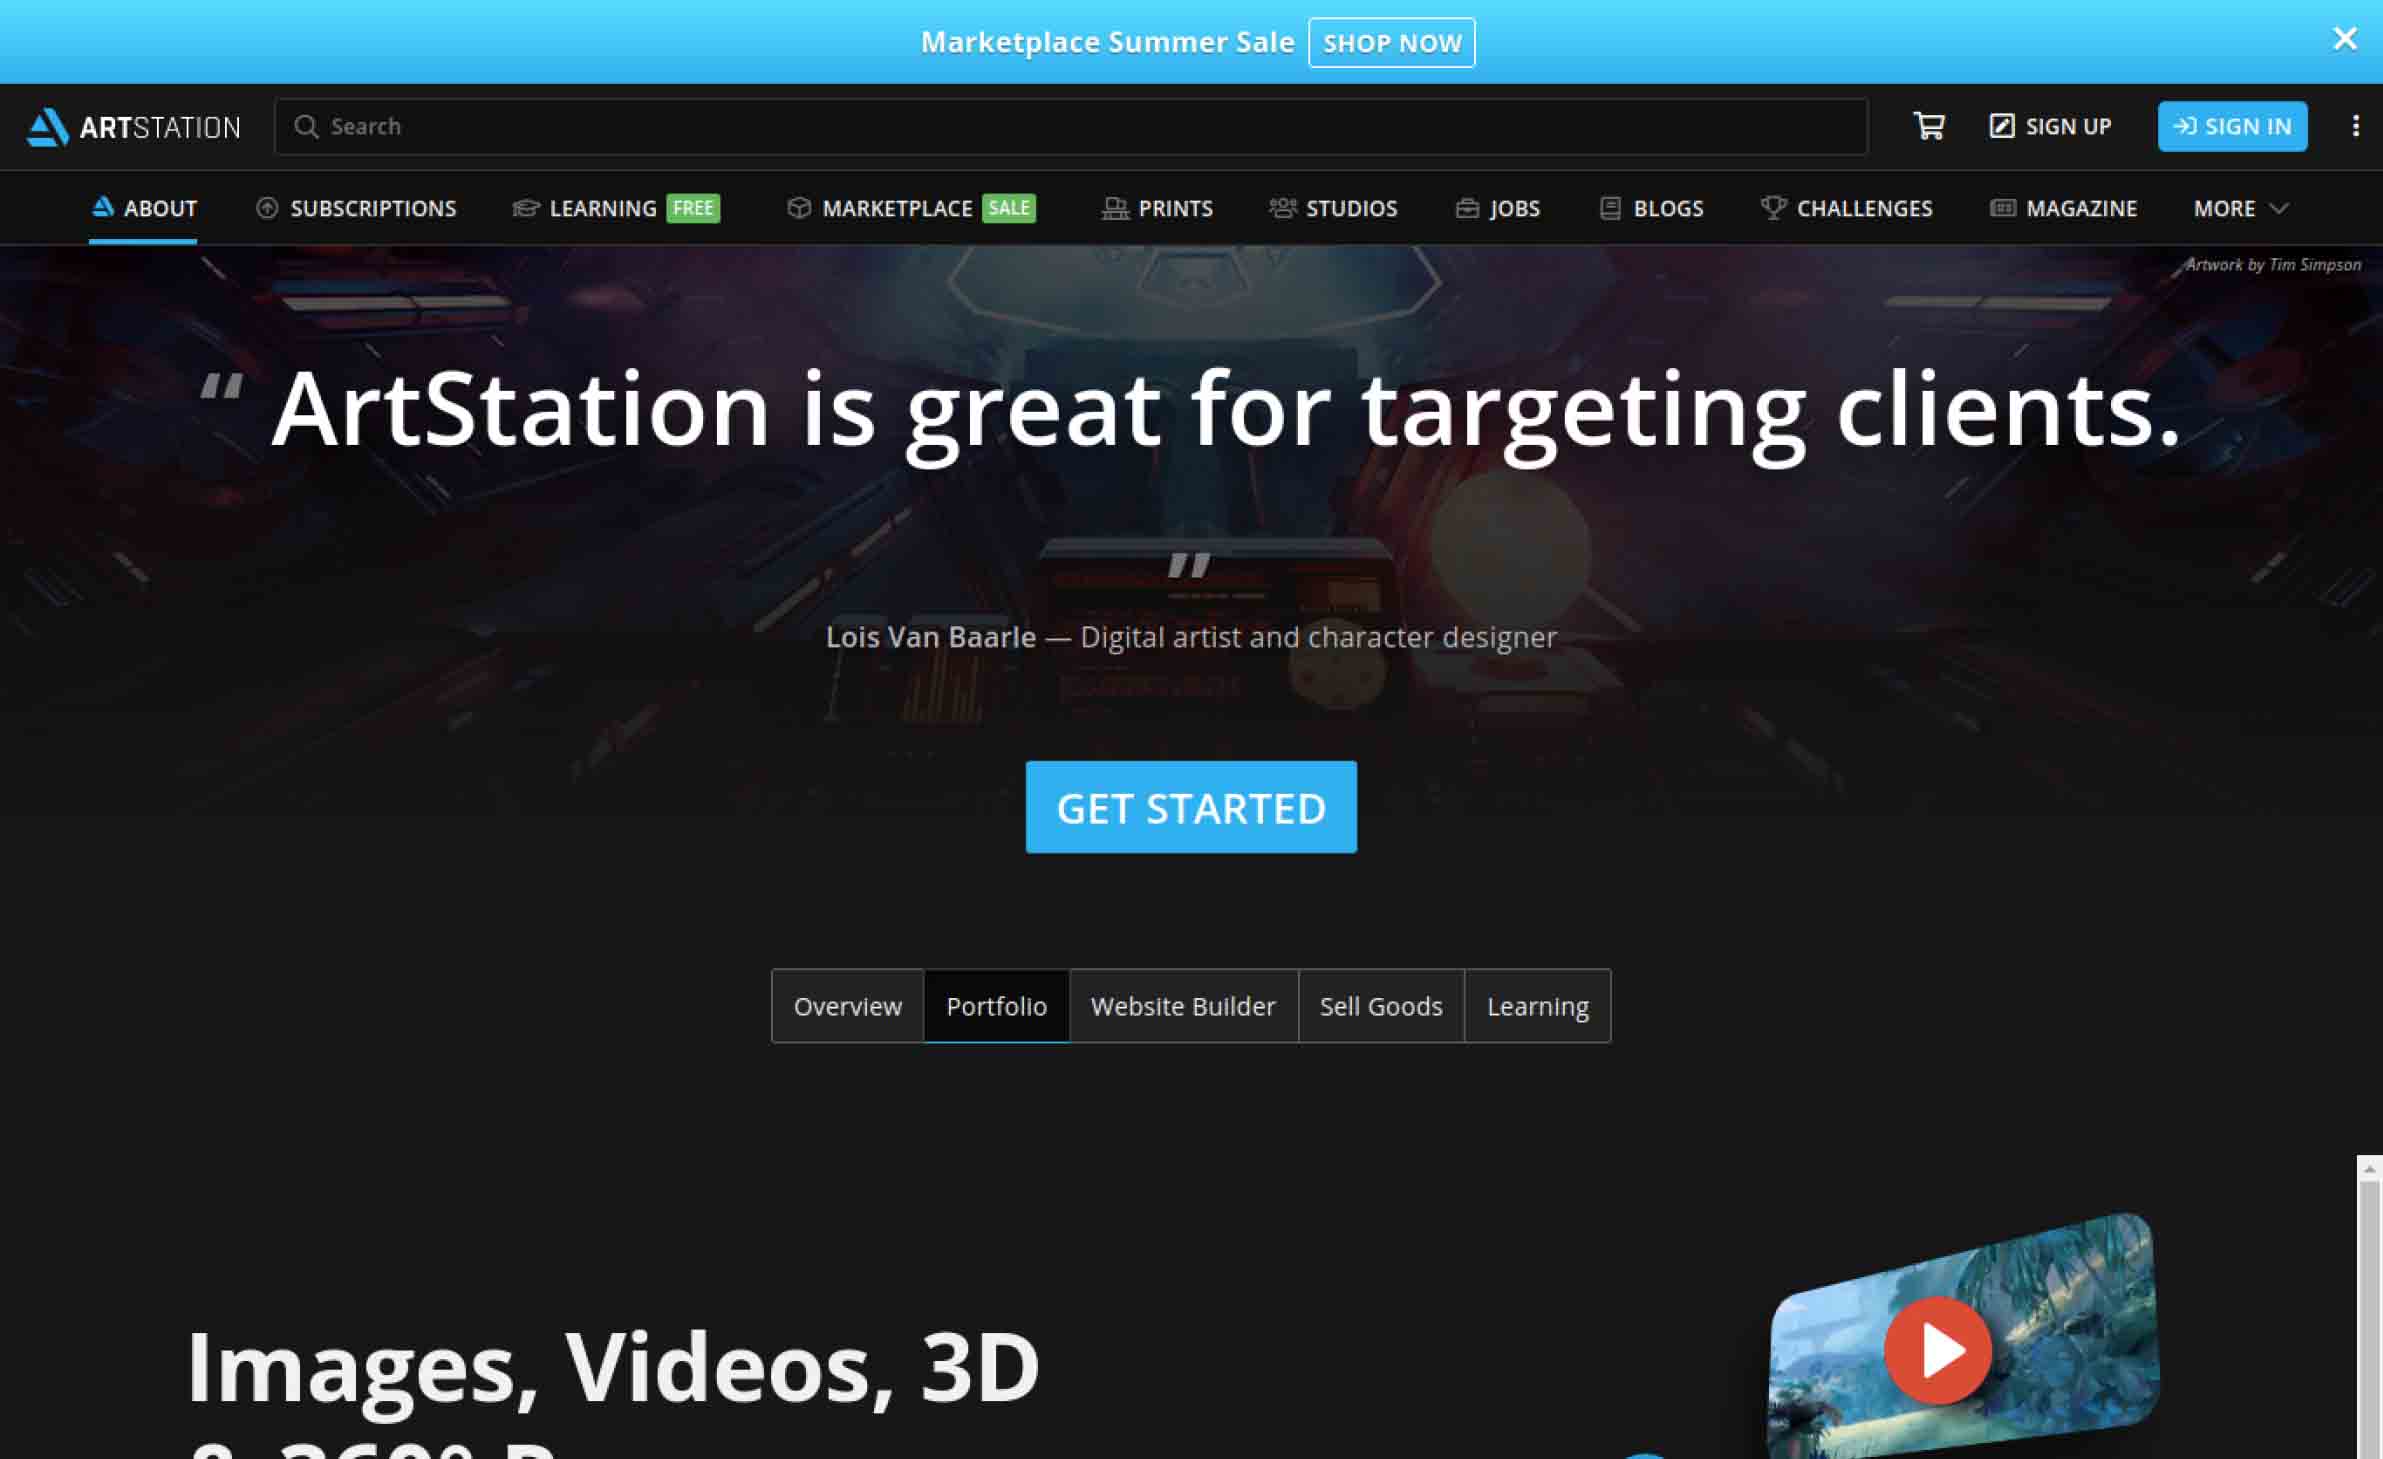 Marketplace Summer Sale SHOP NOW
ARTSTATION Search SIGN UP SIGN IN
ABOUT SUBSCRIPTIONS LEARNING FREE MARKETPLACE SALE PRINTS STUDIOS JOBS BLOGS CHALLENGES MAGAZINE MORE
Artwork by Tim Simpson
“ ArtStation is great for targeting clients.
”
Lois Van Baarle — Digital artist and character designer
GET STARTED
Overview Portfolio Website Builder Sell Goods Learning
Images, Videos, 3D
& 360°